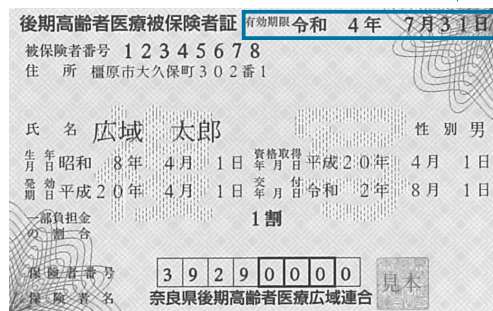 後期高齢者医療被保険者証 有効期限 令和 4年 7月31日
被保険者番号 12345678
住所 橿原市大久保町302番1
氏名 広域 太郎 性別 男
生年月日 昭和 8年 4月 1日 資格取得年月日 平成20年 4月 1日
発効期日 平成20年 4月 1日 交付年月日 令和 2年 8月 1日
一部負担金の割合 1割
保険者番号 39290000
保険者名 奈良県後期高齢者医療広域連合 見本